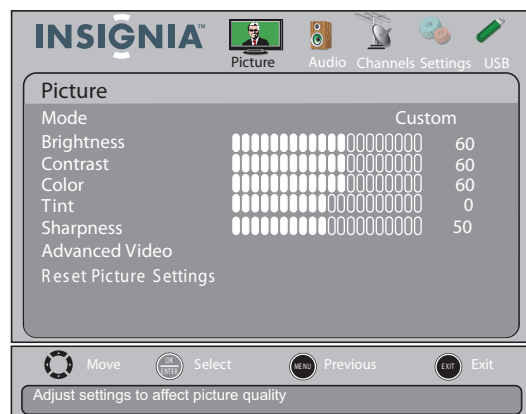 INSIGNIA™
Picture Audio Channels Settings USB
Picture
Mode Custom
Brightness 60
Contrast 60
Color 60
Tint 0
Sharpness 50
Advanced Video
Reset Picture Settings
Move OK ENTER Select MENU Previous EXIT Exit
Adjust settings to affect picture quality